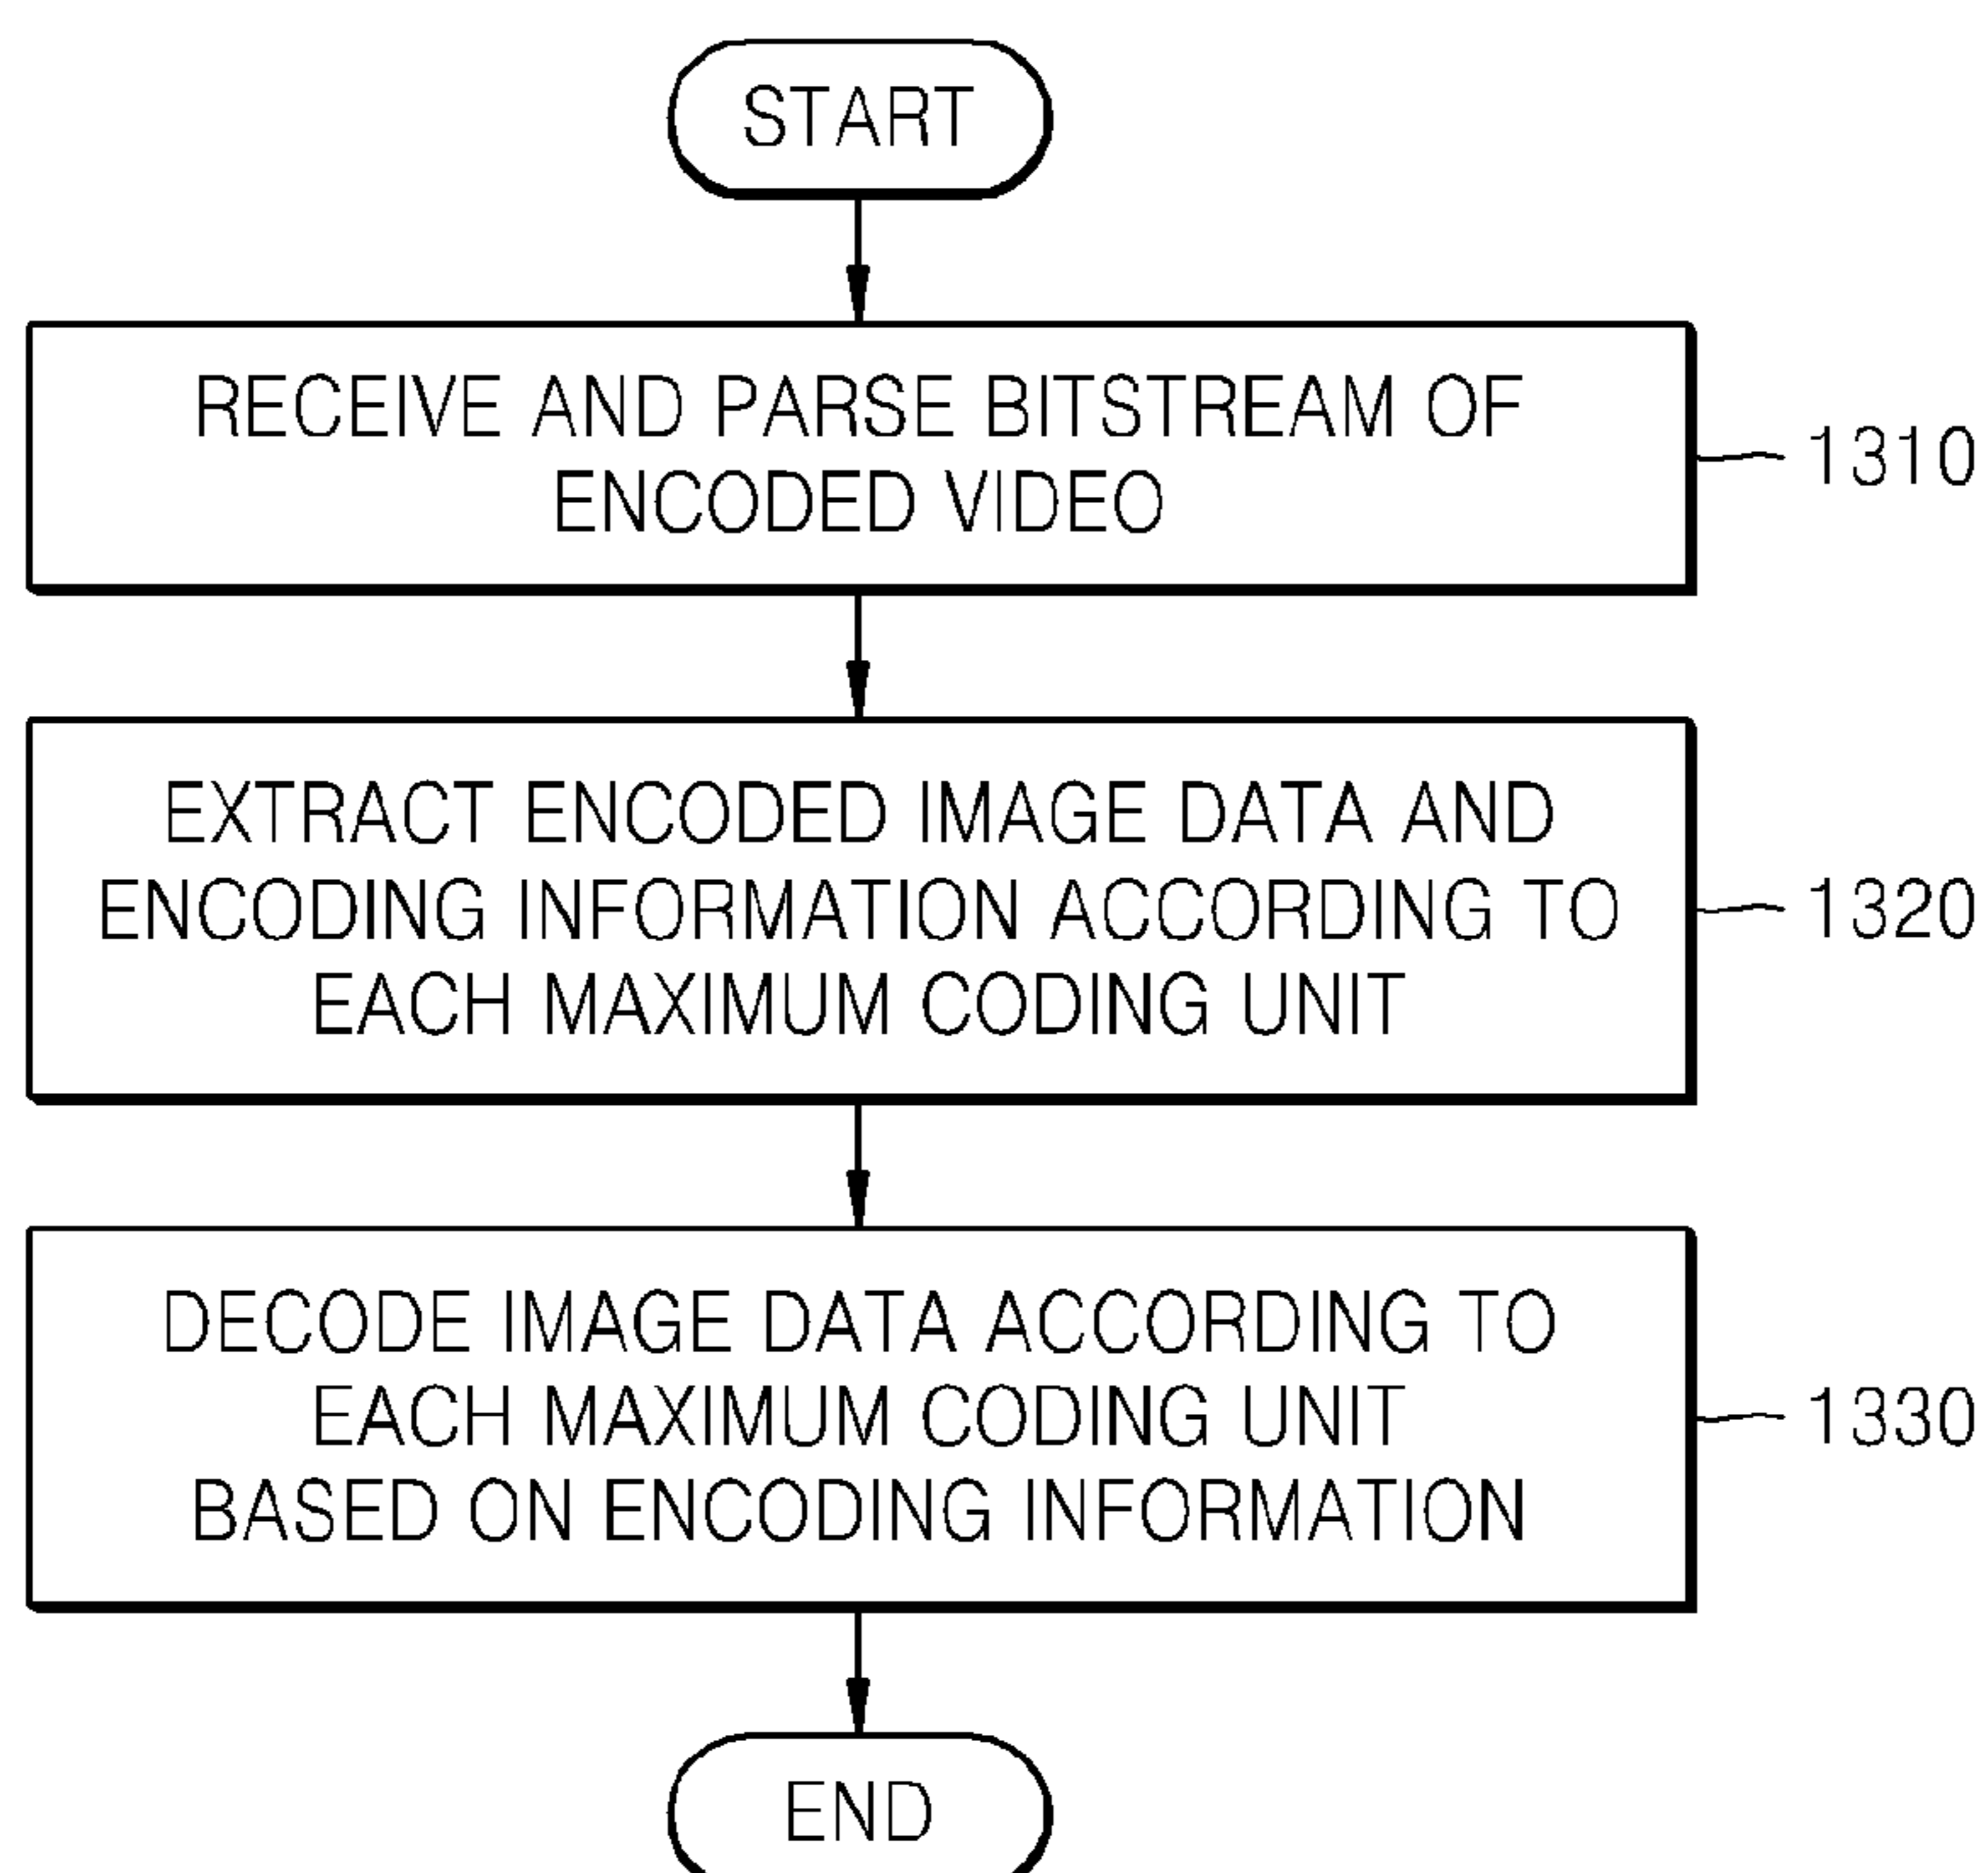 START
RECEIVE AND PARSE BITSTREAM OF
ENCODED VIDEO
1310
EXTRACT ENCODED IMAGE DATA AND
ENCODING INFORMATION ACCORDING TO
EACH MAXIMUM CODING UNIT
1320
DECODE IMAGE DATA ACCORDING TO
EACH MAXIMUM CODING UNIT
BASED ON ENCODING INFORMATION
1330
END